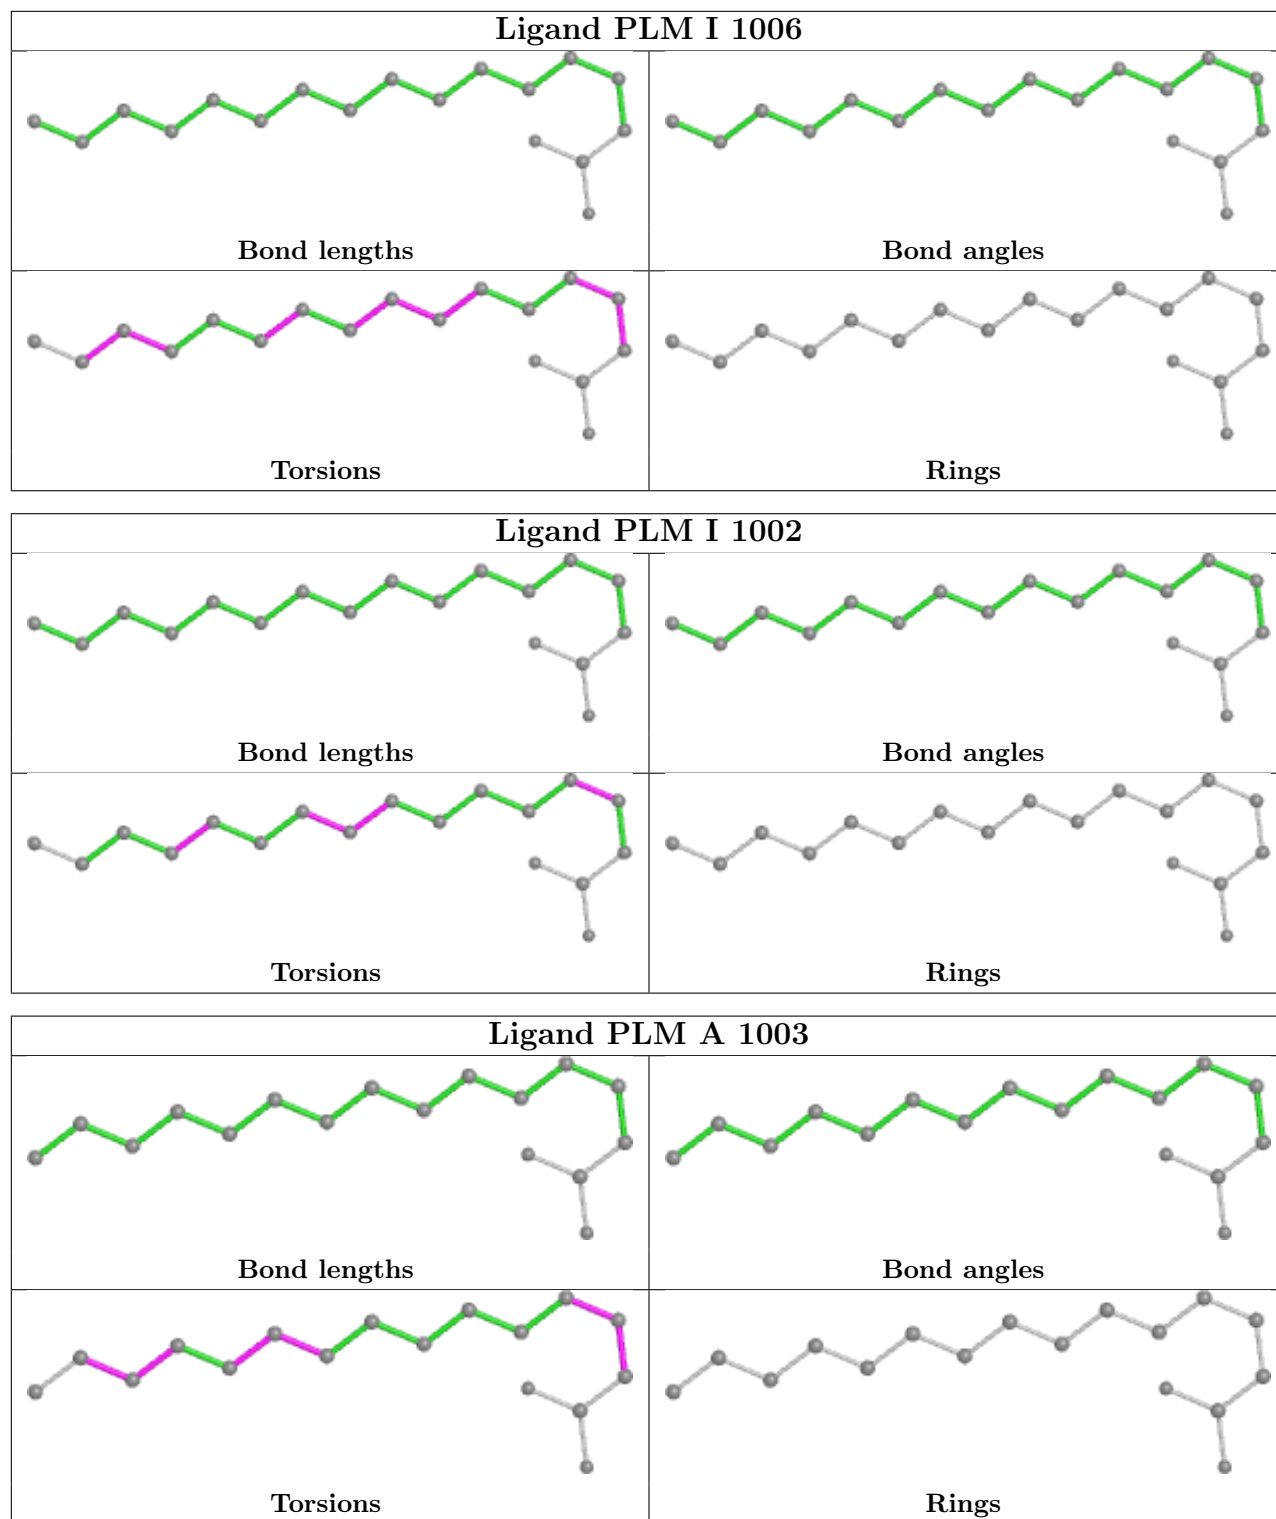 Ligand PLM I 1006
Bond lengths
Bond angles
Torsions
Rings
Ligand PLM I 1002
Bond lengths
Bond angles
Torsions
Rings
Ligand PLM A 1003
Bond lengths
Bond angles
Torsions
Rings